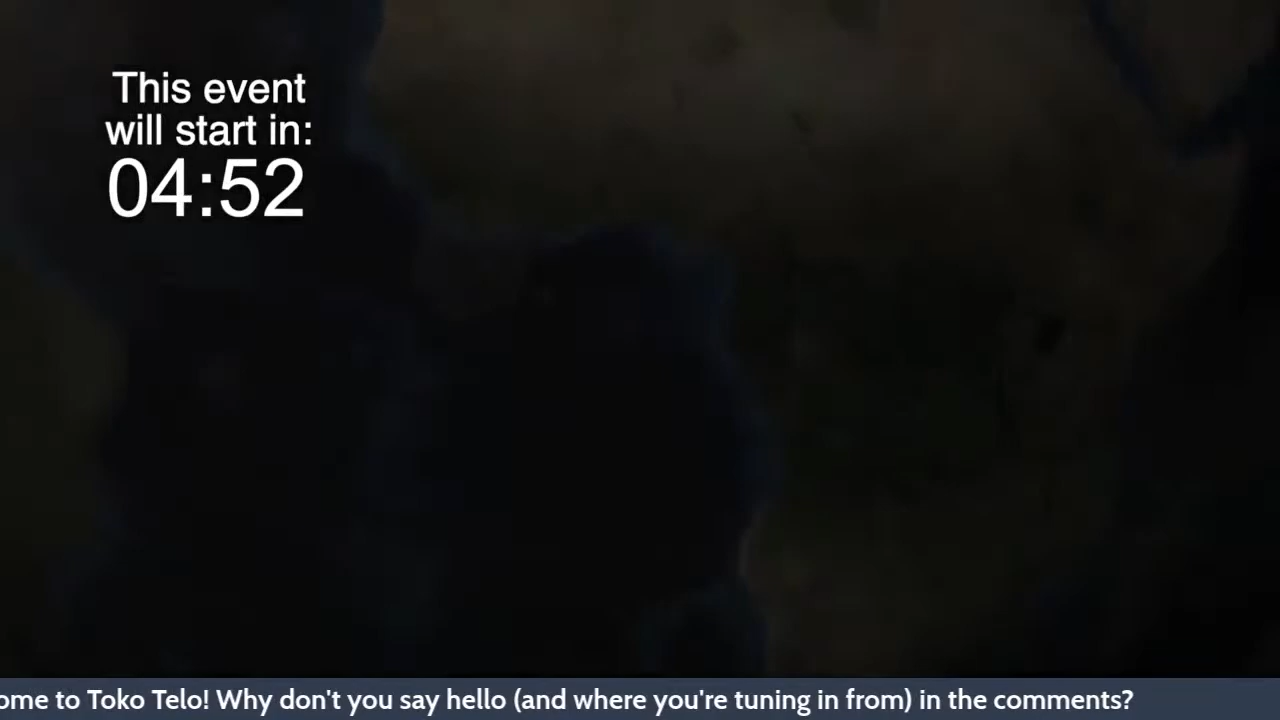 This event
will start in:
04:52
ome to Toko Telo! Why don't you say hello (and where you're tuning in from) in the comments?